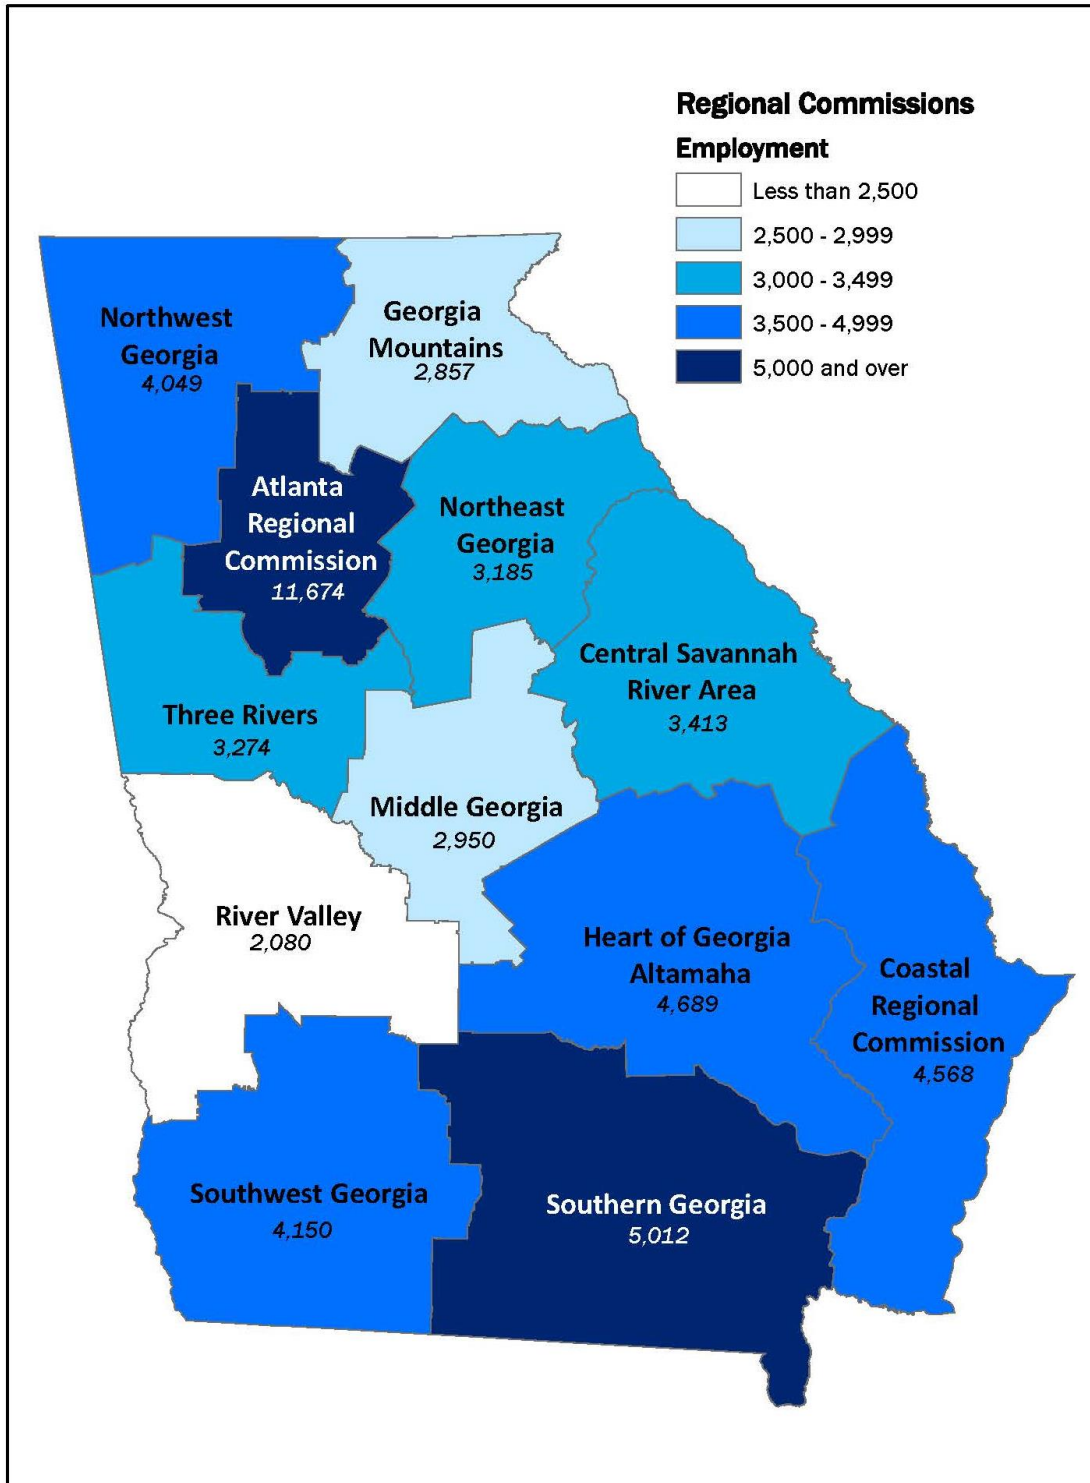 Regional Commissions
Employment
Less than 2,500
2,500 - 2,999
3,000 - 3,499
3,500 - 4,999
5,000 and over
Northwest
Georgia
4,049
Georgia
Mountains
2,857
Atlanta
Regional
Commission
11,674
Northeast
Georgia
3,185
Central Savannah
River Area
3,413
Three Rivers
3,274
Middle Georgia
2,950
River Valley
2,080
Heart of Georgia
Altamaha
4,689
Coastal
Regional
Commission
4,568
Southwest Georgia
4,150
Southern Georgia
5,012